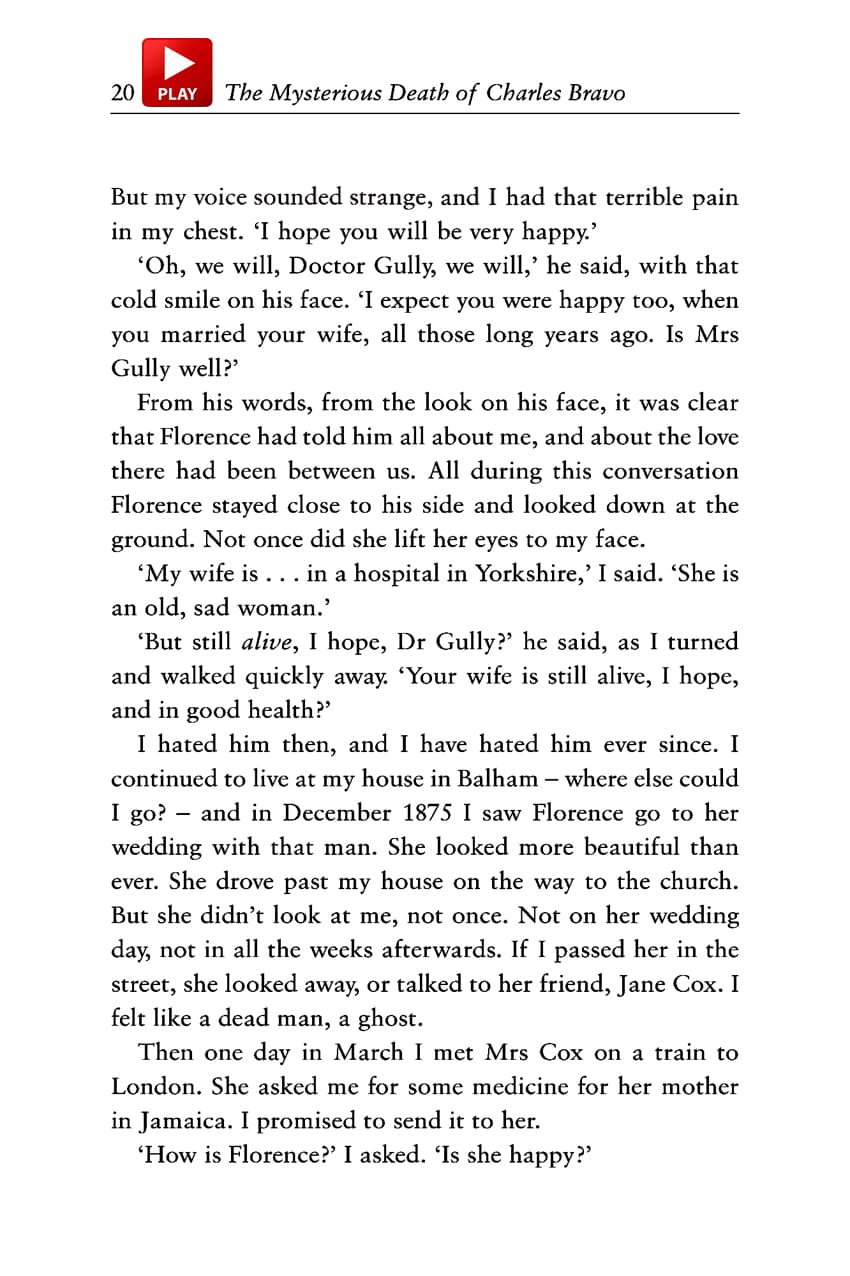 20 PLAY The Mysterious Death of Charles Bravo
But my voice sounded strange, and I had that terrible pain
in my chest. ‘I hope you will be very happy.’
‘Oh, we will, Doctor Gully, we will,’ he said, with that
cold smile on his face. ‘I expect you were happy too, when
you married your wife, all those long years ago. Is Mrs
Gully well?’
From his words, from the look on his face, it was clear
that Florence had told him all about me, and about the love
there had been between us. All during this conversation
Florence stayed close to his side and looked down at the
ground. Not once did she lift her eyes to my face.
‘My wife is . . . in a hospital in Yorkshire,’ I said. ‘She is
an old, sad woman.’
‘But still alive, I hope, Dr Gully?’ he said, as I turned
and walked quickly away. ‘Your wife is still alive, I hope,
and in good health?’
I hated him then, and I have hated him ever since. I
continued to live at my house in Balham – where else could
I go? – and in December 1875 I saw Florence go to her
wedding with that man. She looked more beautiful than
ever. She drove past my house on the way to the church.
But she didn’t look at me, not once. Not on her wedding
day, not in all the weeks afterwards. If I passed her in the
street, she looked away, or talked to her friend, Jane Cox. I
felt like a dead man, a ghost.
Then one day in March I met Mrs Cox on a train to
London. She asked me for some medicine for her mother
in Jamaica. I promised to send it to her.
‘How is Florence?’ I asked. ‘Is she happy?’